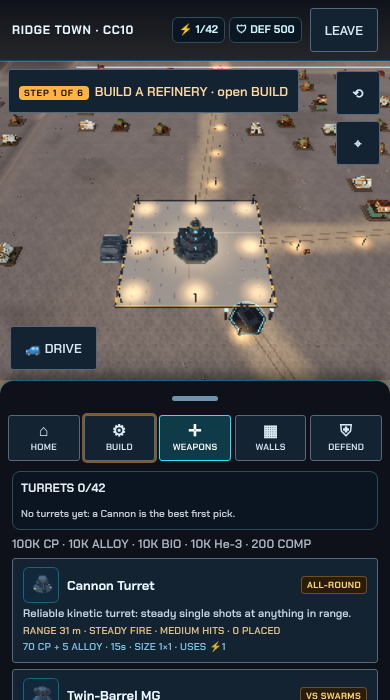 RIDGE TOWN · CC10
⚡ 1/42
🛡 DEF 500
LEAVE
STEP 1 OF 6
BUILD A REFINERY · open BUILD
1
🚙 DRIVE
HOME
BUILD
WEAPONS
WALLS
DEFEND
TURRETS 0/42
No turrets yet: a Cannon is the best first pick.
100K CP · 10K ALLOY · 10K BIO · 10K He-3 · 200 COMP
Cannon Turret
ALL-ROUND
Reliable kinetic turret: steady single shots at anything in range.
RANGE 31 m · STEADY FIRE · MEDIUM HITS · 0 PLACED
70 CP + 5 ALLOY · 15s · SIZE 1×1 · USES ⚡1
Twin-Barrel MG
VS SWARMS